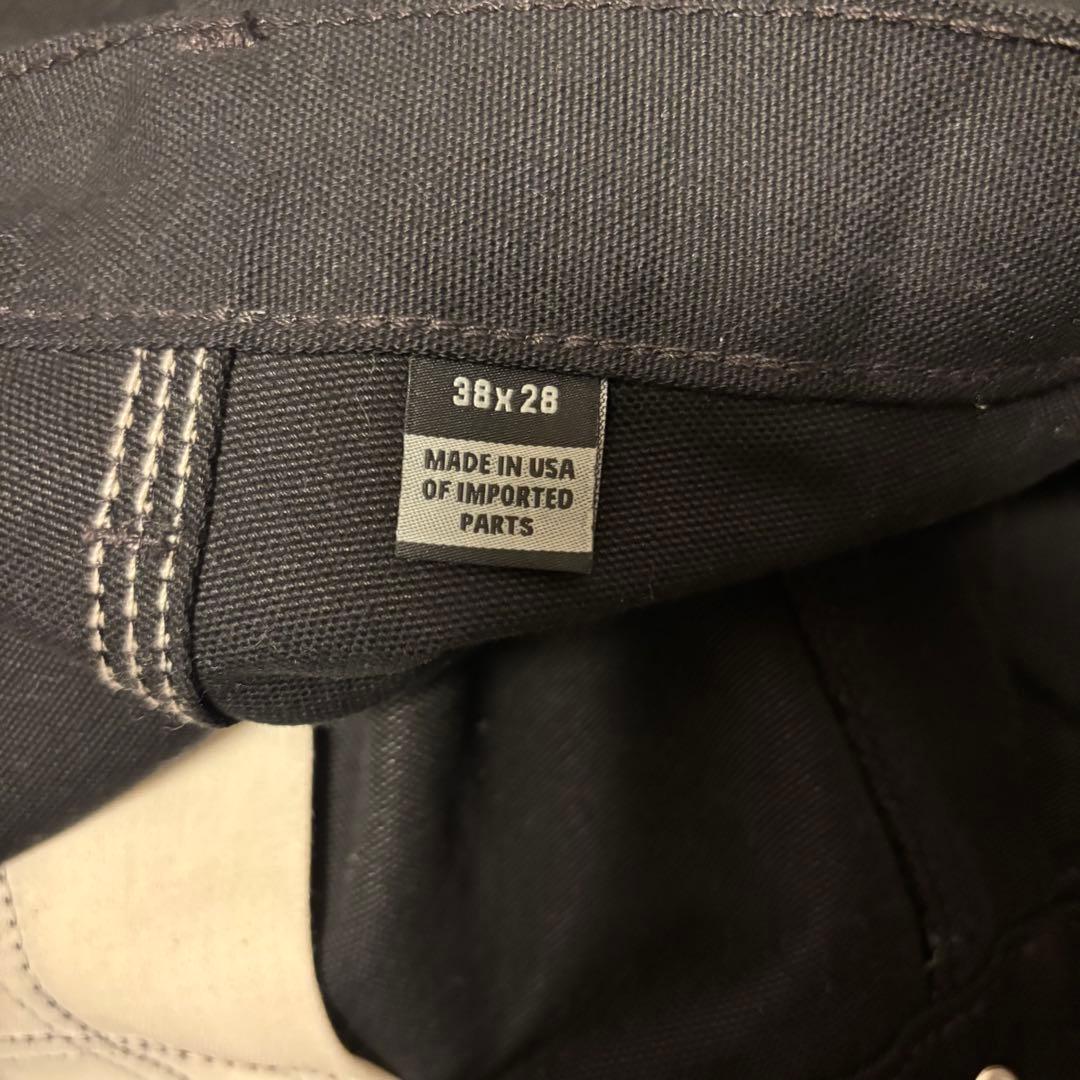 38x28
MADE IN USA
OF IMPORTED
PARTS